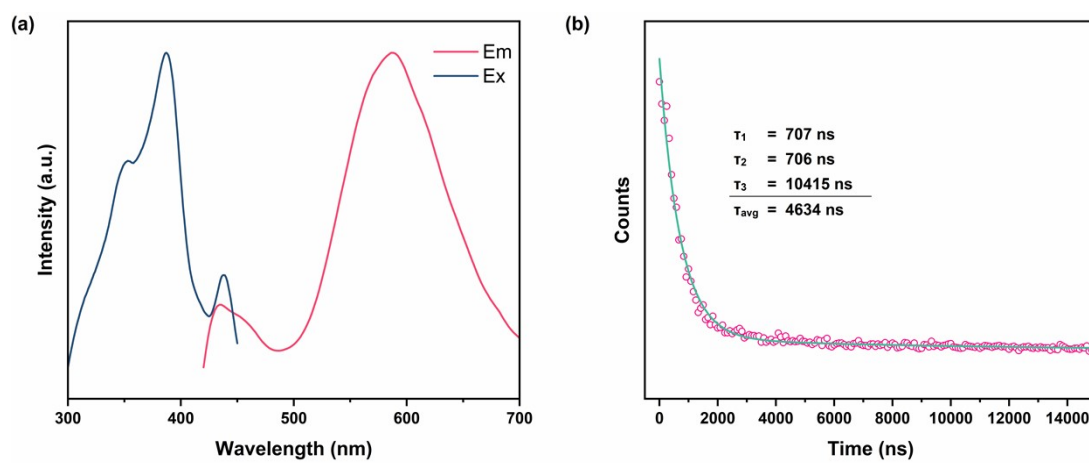 (a)
Em
Ex
Intensity (a.u.)
300 400 500 600 700
Wavelength (nm)
(b)
τ₁ = 707 ns
τ₂ = 706 ns
τ₃ = 10415 ns
τavg = 4634 ns
Counts
0 2000 4000 6000 8000 10000 12000 14000
Time (ns)